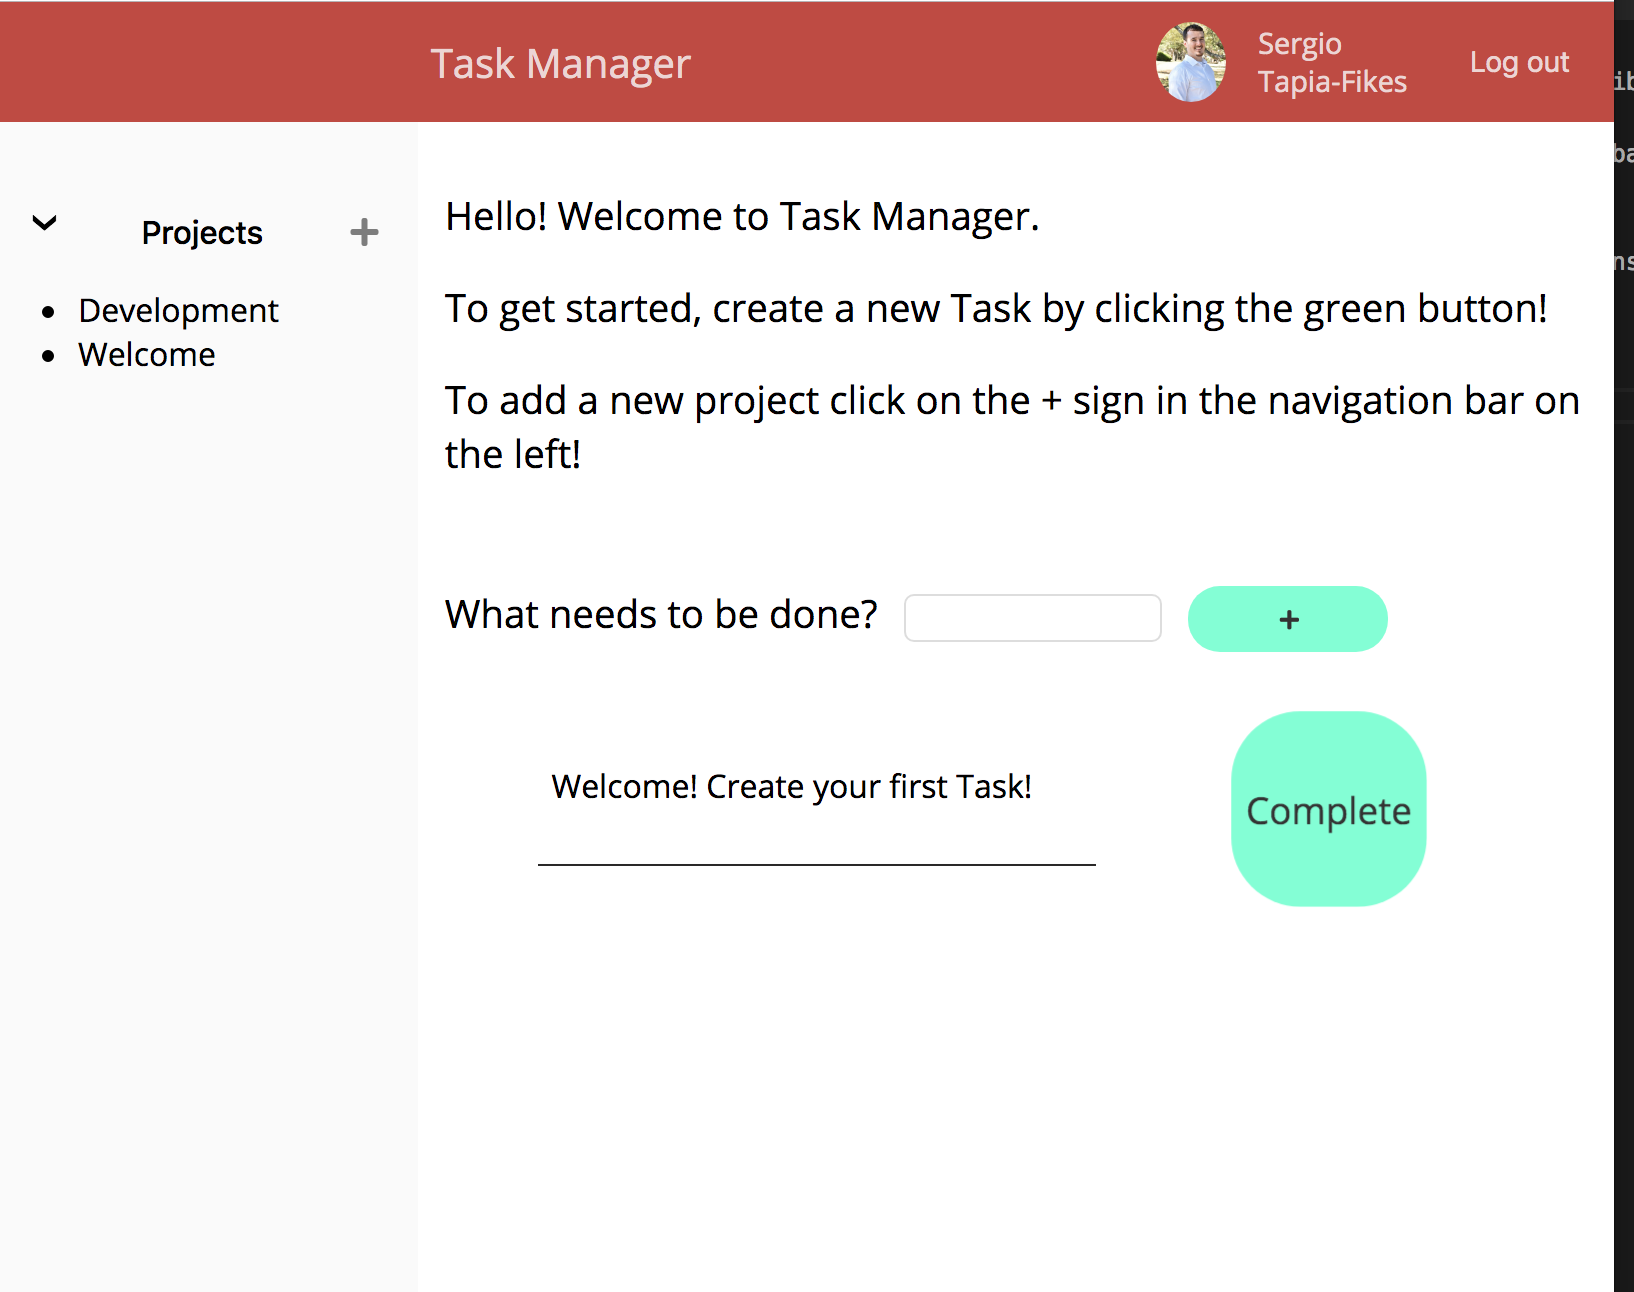 Task Manager
Sergio
Tapia-Fikes
Log out
Projects
+
Development
Welcome
Hello! Welcome to Task Manager.
To get started, create a new Task by clicking the green button!
To add a new project click on the + sign in the navigation bar on
the left!
What needs to be done?
+
Welcome! Create your first Task!
Complete